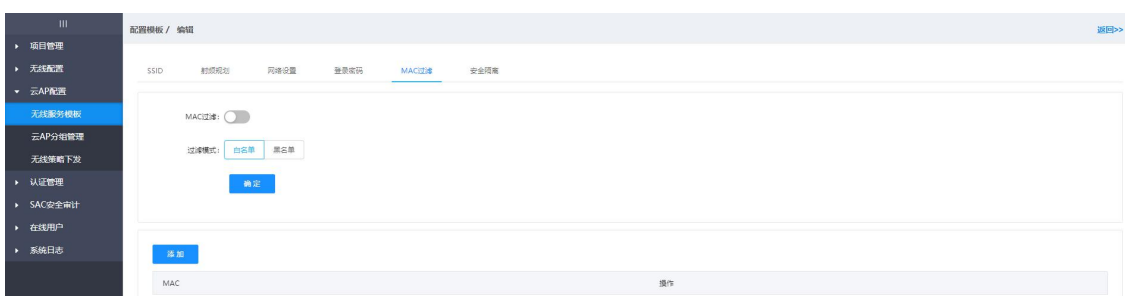 配置模板 / 编辑
返回>>
项目管理
无线配置
云AP配置
无线服务模板
云AP分组管理
无线策略下发
认证管理
SAC安全审计
在线用户
系统日志
SSID 射频规划 网络设置 登录密码 MAC过滤 安全隔离
MAC过滤:
过滤模式: 白名单 黑名单
确 定
添 加
MAC 操作